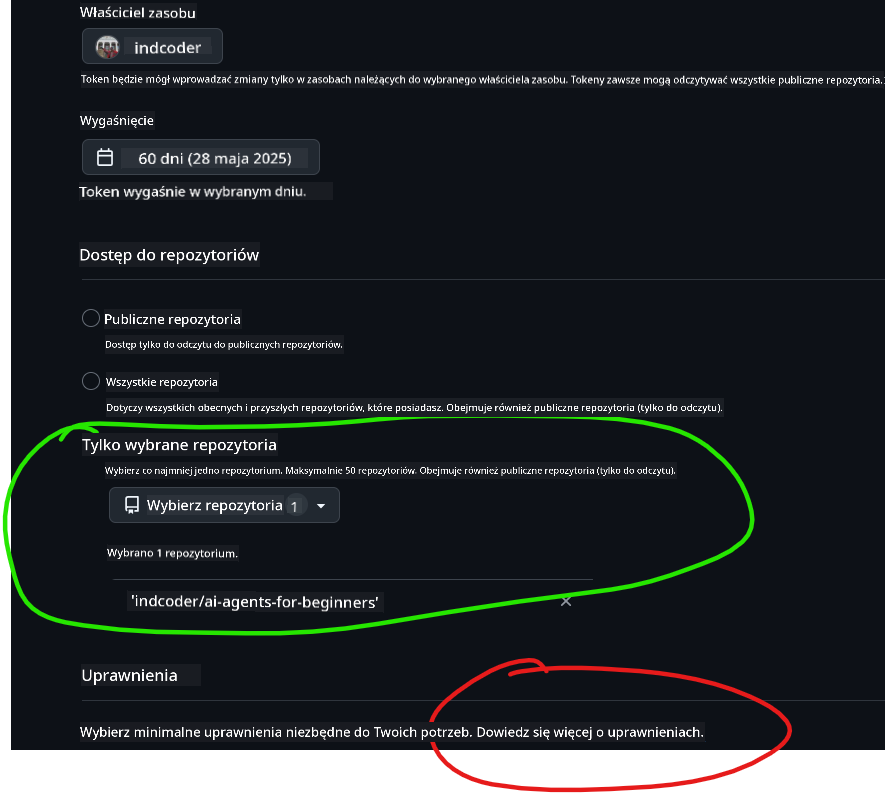 Właściciel zasobu
indcoder
Token będzie mógł wprowadzać zmiany tylko w zasobach należących do wybranego właściciela zasobu. Tokeny zawsze mogą odczytywać wszystkie publiczne repozytoria.
Wygaśnięcie
60 dni (28 maja 2025)
Token wygaśnie w wybranym dniu.
Dostęp do repozytoriów
Publiczne repozytoria
Dostęp tylko do odczytu do publicznych repozytoriów.
Wszystkie repozytoria
Dotyczy wszystkich obecnych i przyszłych repozytoriów, które posiadasz. Obejmuje również publiczne repozytoria (tylko do odczytu).
Tylko wybrane repozytoria
Wybierz co najmniej jedno repozytorium. Maksymalnie 50 repozytoriów. Obejmuje również publiczne repozytoria (tylko do odczytu).
Wybierz repozytoria 1
Wybrano 1 repozytorium.
'indcoder/ai-agents-for-beginners'
Uprawnienia
Wybierz minimalne uprawnienia niezbędne do Twoich potrzeb. Dowiedz się więcej o uprawnieniach.